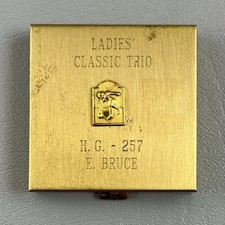 LADIES'
CLASSIC TRIO
H. G. - 257
E. BRUCE